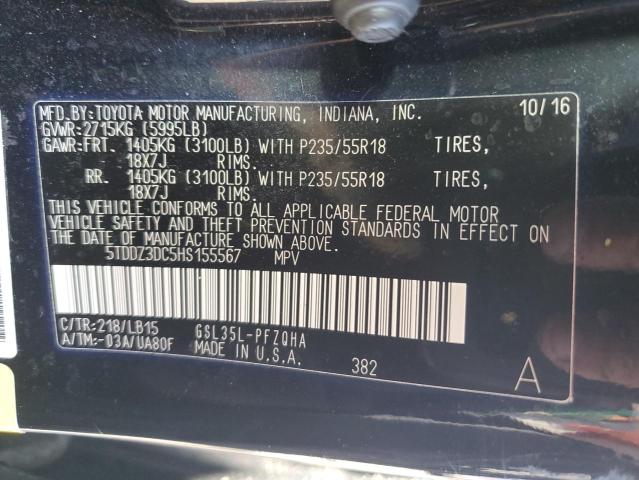 MFD.BY:TOYOTA MOTOR MANUFACTURING, INDIANA, INC. 10/16
GVWR:2715KG (5995LB)
GAWR:FRT. 1405KG (3100LB) WITH P235/55R18 TIRES,
18X7J RIMS.
RR. 1405KG (3100LB) WITH P235/55R18 TIRES,
18X7J RIMS.
THIS VEHICLE CONFORMS TO ALL APPLICABLE FEDERAL MOTOR
VEHICLE SAFETY AND THEFT PREVENTION STANDARDS IN EFFECT ON
THE DATE OF MANUFACTURE SHOWN ABOVE.
5TDDZ3DC5HS155567 MPV
C/TR:218/LB15 GSL35L-PFZQHA
A/TM:-03A/UA80F MADE IN U.S.A. 382 A